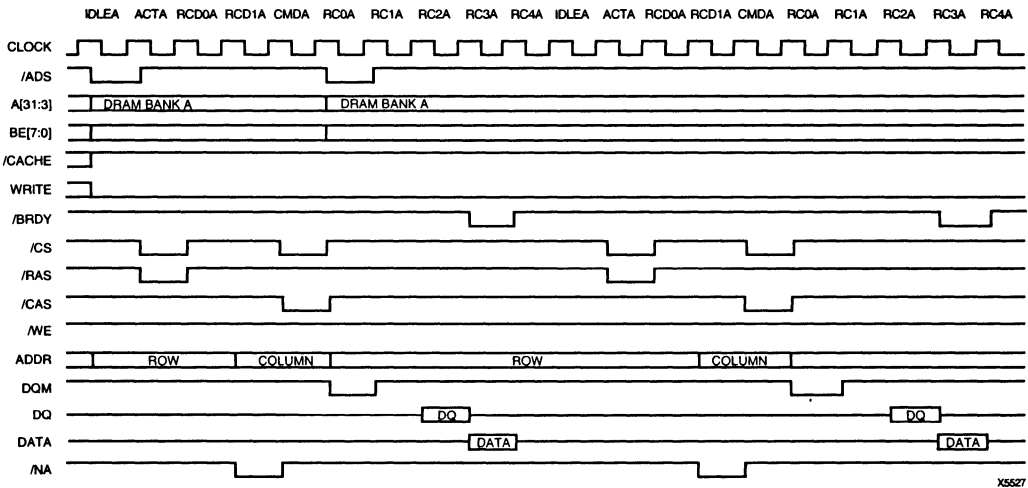 IDLEA ACTA RCD0A RCD1A CMDA RC0A RC1A RC2A RC3A RC4A IDLEA ACTA RCD0A RCD1A CMDA RC0A RC1A RC2A RC3A RC4A
CLOCK
/ADS
A[31:3] DRAM BANK A DRAM BANK A
BE[7:0]
/CACHE
WRITE
/BRDY
/CS
/RAS
/CAS
/WE
ADDR ROW COLUMN ROW COLUMN
DQM
DQ DQ DQ
DATA DATA DATA
/NA
X5527